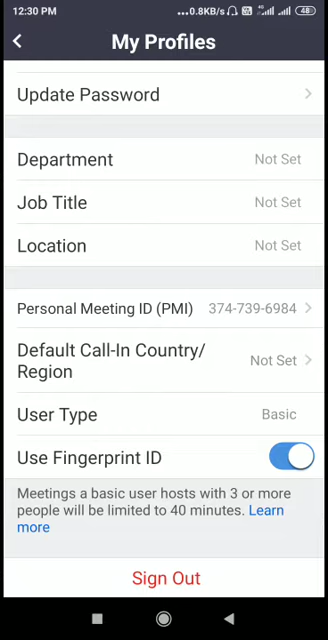 12:30 PM ...0.8KB/s 4G 48
My Profiles
Update Password
Department Not Set
Job Title Not Set
Location Not Set
Personal Meeting ID (PMI) 374-739-6984
Default Call-In Country/
Region Not Set
User Type Basic
Use Fingerprint ID
Meetings a basic user hosts with 3 or more
people will be limited to 40 minutes. Learn
more
Sign Out